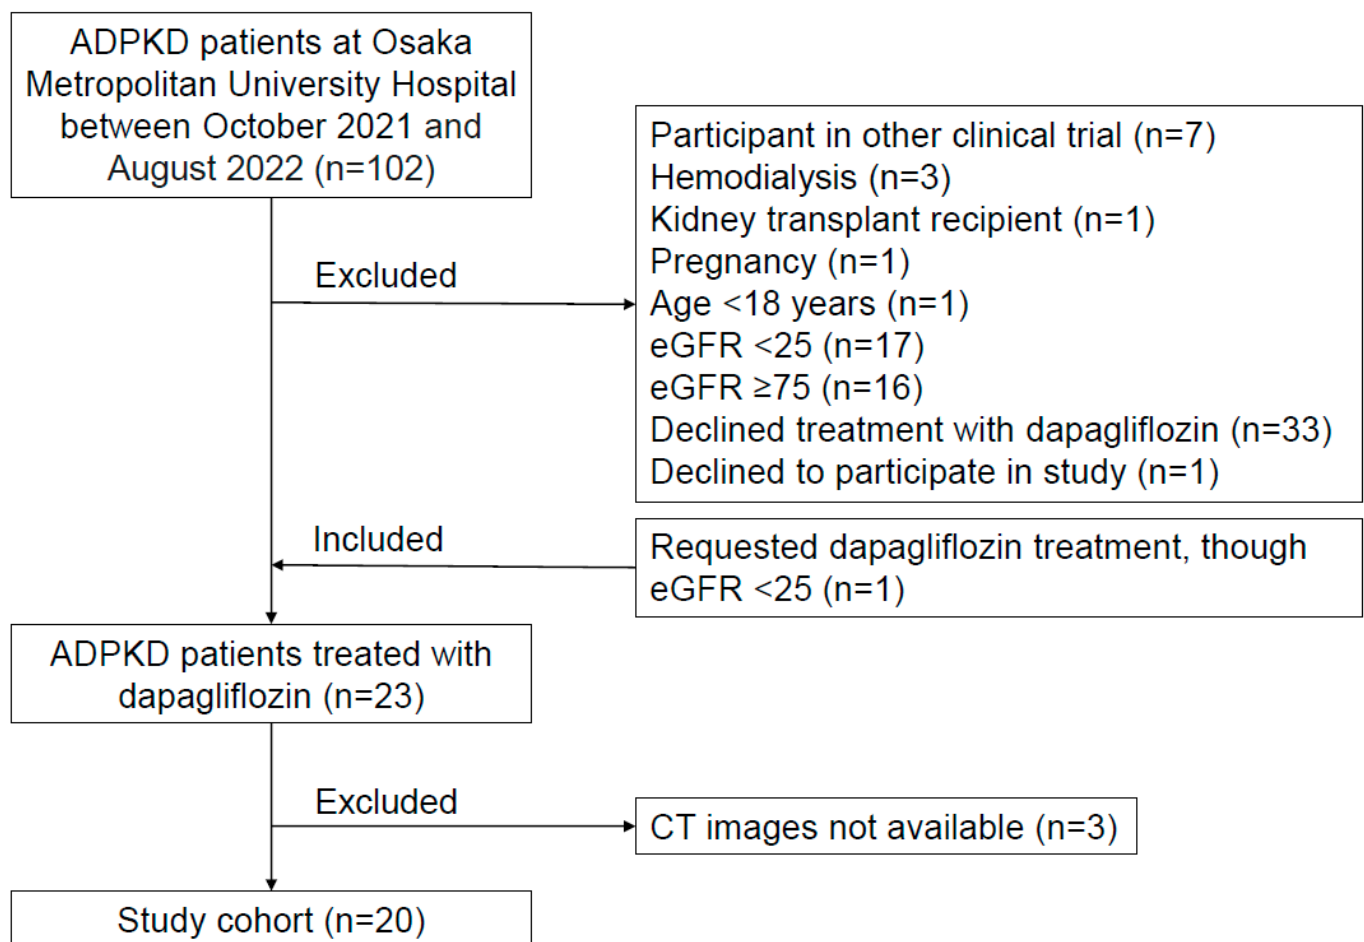 ADPKD patients at Osaka
Metropolitan University Hospital
between October 2021 and
August 2022 (n=102)
Excluded
Participant in other clinical trial (n=7)
Hemodialysis (n=3)
Kidney transplant recipient (n=1)
Pregnancy (n=1)
Age <18 years (n=1)
eGFR <25 (n=17)
eGFR ≥75 (n=16)
Declined treatment with dapagliflozin (n=33)
Declined to participate in study (n=1)
Included
Requested dapagliflozin treatment, though
eGFR <25 (n=1)
ADPKD patients treated with
dapagliflozin (n=23)
Excluded
CT images not available (n=3)
Study cohort (n=20)